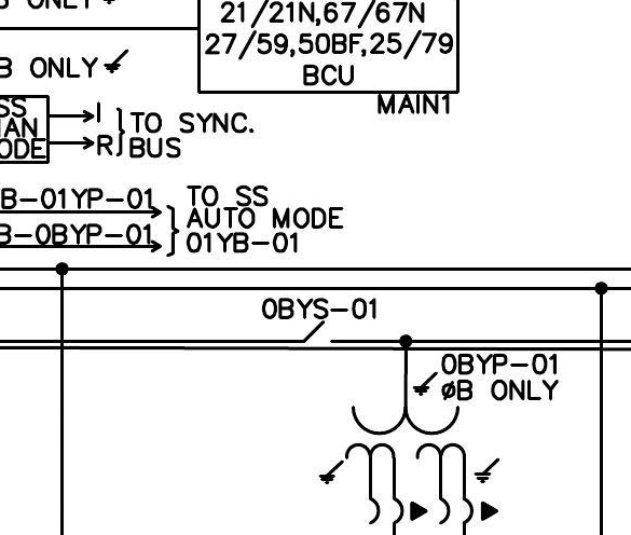 B ONLY
21/21N,67/67N
27/59,50BF,25/79
BCU
B ONLY
MAIN1
SS
I
TO SYNC.
ODE
R
BUS
B-01YP-01
TO SS
AUTO MODE
B-0BYP-01
01YB-01
0BYS-01
0BYP-01
øB ONLY